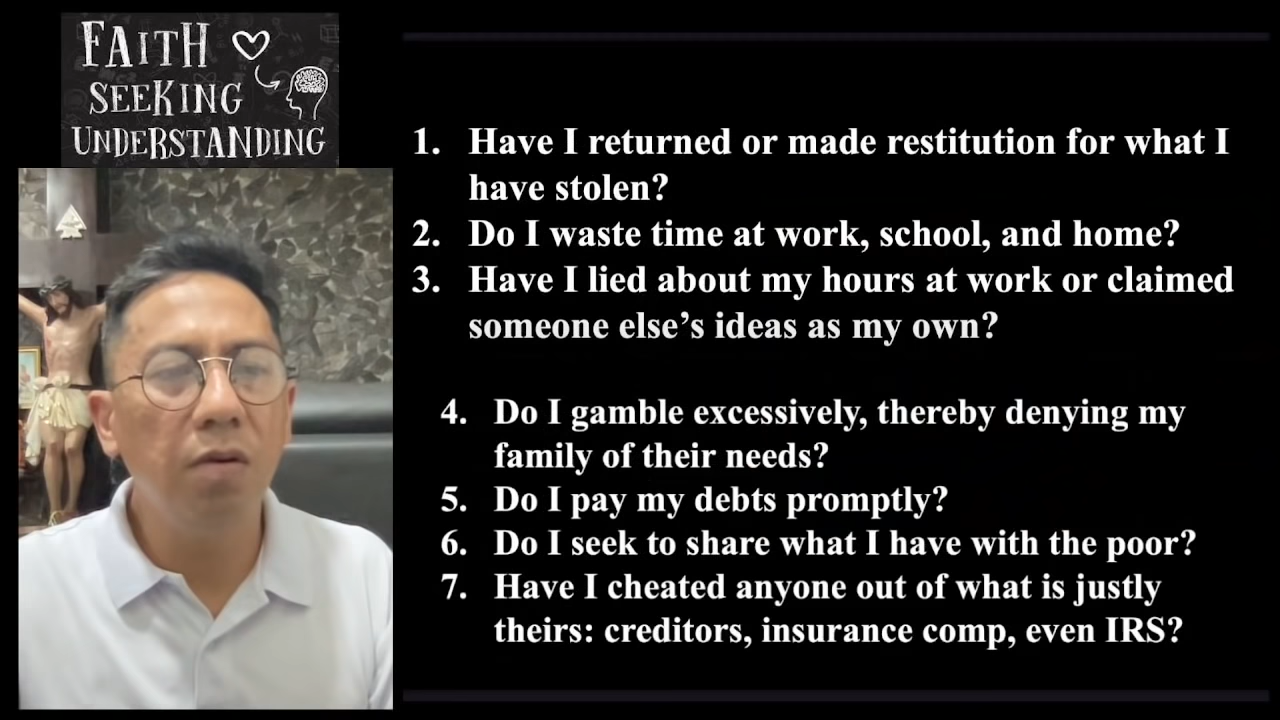 FAITH
SEEKING
UNDERSTANDING
1. Have I returned or made restitution for what I
have stolen?
2. Do I waste time at work, school, and home?
3. Have I lied about my hours at work or claimed
someone else’s ideas as my own?
4. Do I gamble excessively, thereby denying my
family of their needs?
5. Do I pay my debts promptly?
6. Do I seek to share what I have with the poor?
7. Have I cheated anyone out of what is justly
theirs: creditors, insurance comp, even IRS?